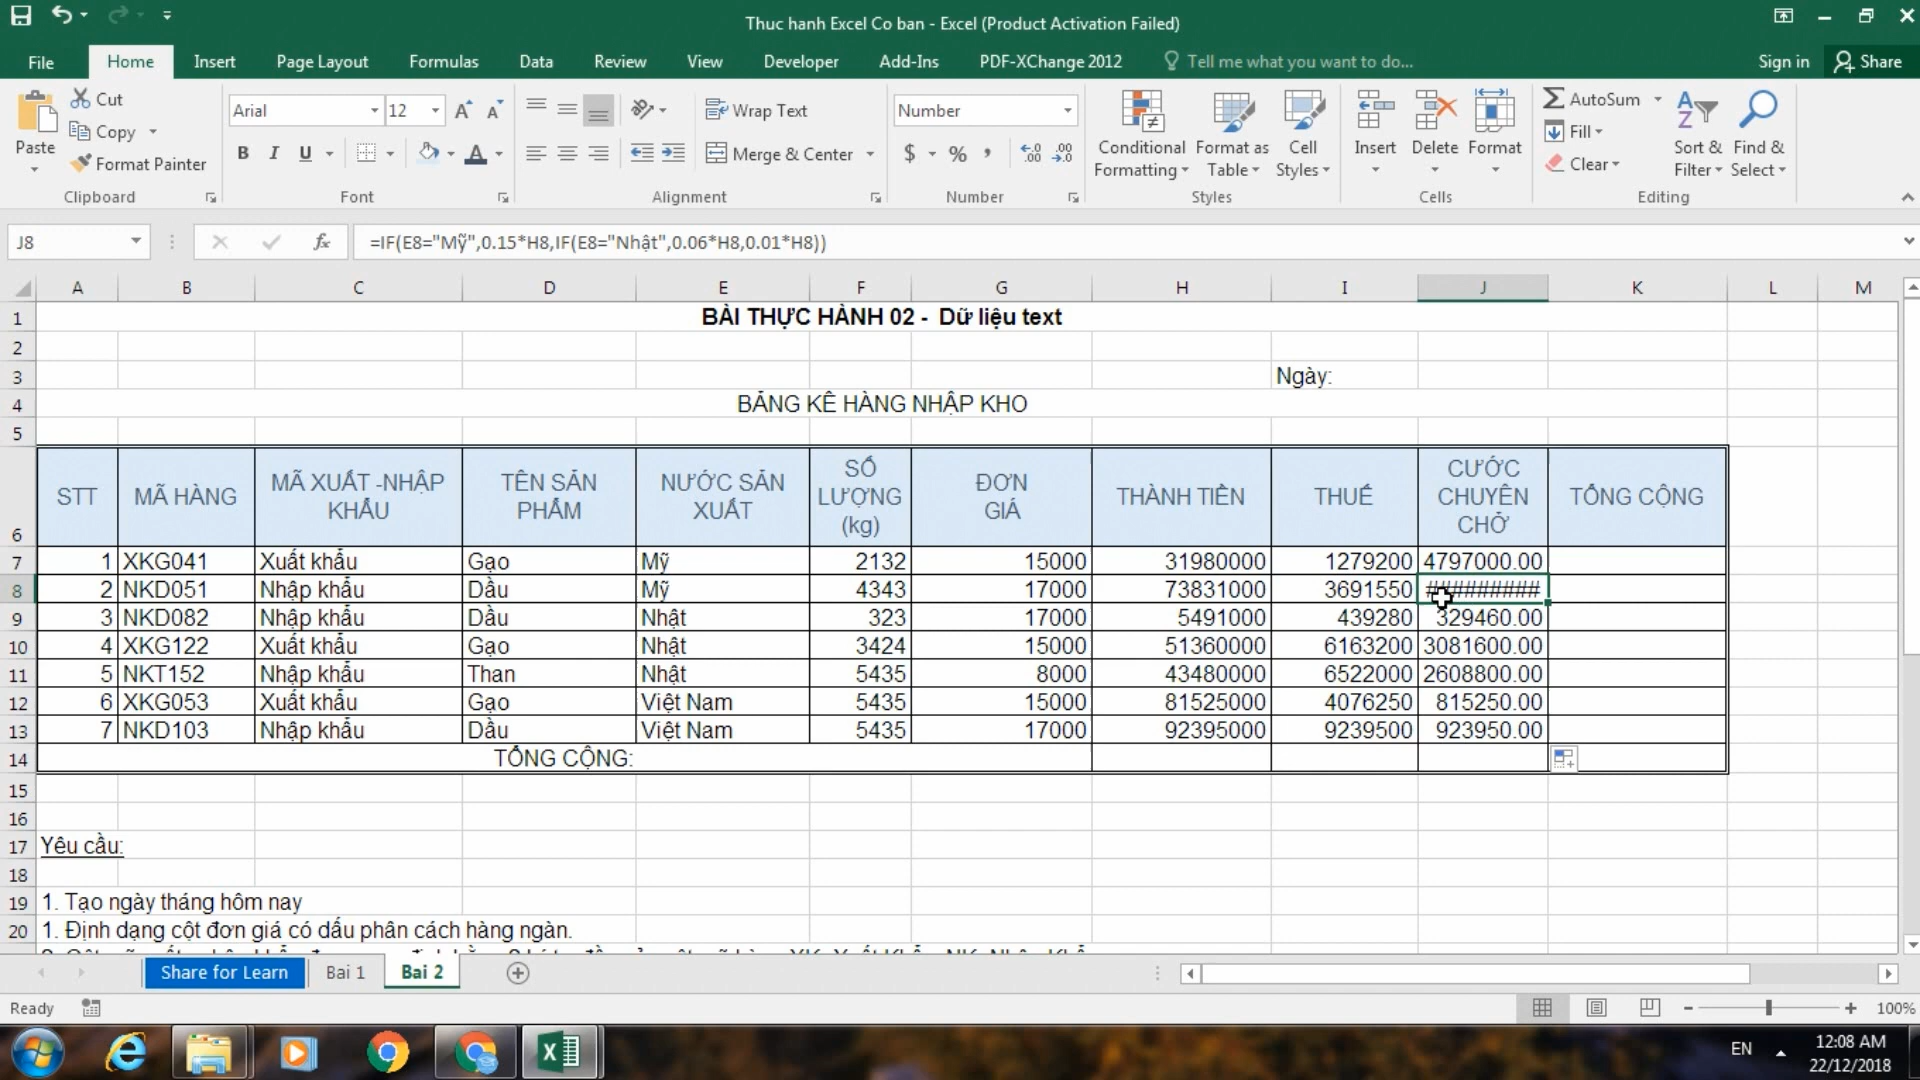 Thuc hanh Excel Co ban - Excel (Product Activation Failed)
File Home Insert Page Layout Formulas Data Review View Developer Add-Ins PDF-XChange 2012 Tell me what you want to do... Sign in Share
Paste Cut Copy Format Painter Clipboard
Arial 12 B I U A Font
Wrap Text Merge & Center Alignment
Number $ % , .00 .0 Number
Conditional Formatting Format as Table Cell Styles Styles
Insert Delete Format Cells
AutoSum Fill Clear Sort & Filter Find & Select Editing
J8 fx =IF(E8="Mỹ",0.15*H8,IF(E8="Nhật",0.06*H8,0.01*H8))
A B C D E F G H I J K L M
1 BÀI THỰC HÀNH 02 - Dữ liệu text
2
3 Ngày:
4 BẢNG KÊ HÀNG NHẬP KHO
5
6 STT MÃ HÀNG MÃ XUẤT -NHẬP KHẨU TÊN SẢN PHẨM NƯỚC SẢN XUẤT SỐ LƯỢNG (kg) ĐƠN GIÁ THÀNH TIỀN THUẾ CƯỚC CHUYÊN CHỞ TỔNG CỘNG
7 1 XKG041 Xuất khẩu Gạo Mỹ 2132 15000 31980000 1279200 4797000.00
8 2 NKD051 Nhập khẩu Dầu Mỹ 4343 17000 73831000 3691550 #########
9 3 NKD082 Nhập khẩu Dầu Nhật 323 17000 5491000 439280 329460.00
10 4 XKG122 Xuất khẩu Gạo Nhật 3424 15000 51360000 6163200 3081600.00
11 5 NKT152 Nhập khẩu Than Nhật 5435 8000 43480000 6522000 2608800.00
12 6 XKG053 Xuất khẩu Gạo Việt Nam 5435 15000 81525000 4076250 815250.00
13 7 NKD103 Nhập khẩu Dầu Việt Nam 5435 17000 92395000 9239500 923950.00
14 TỔNG CỘNG:
15
16
17 Yêu cầu:
18
19 1. Tạo ngày tháng hôm nay
20 1. Định dạng cột đơn giá có dấu phân cách hàng ngàn.
Share for Learn Bai 1 Bai 2
Ready 100%
EN 12:08 AM
22/12/2018